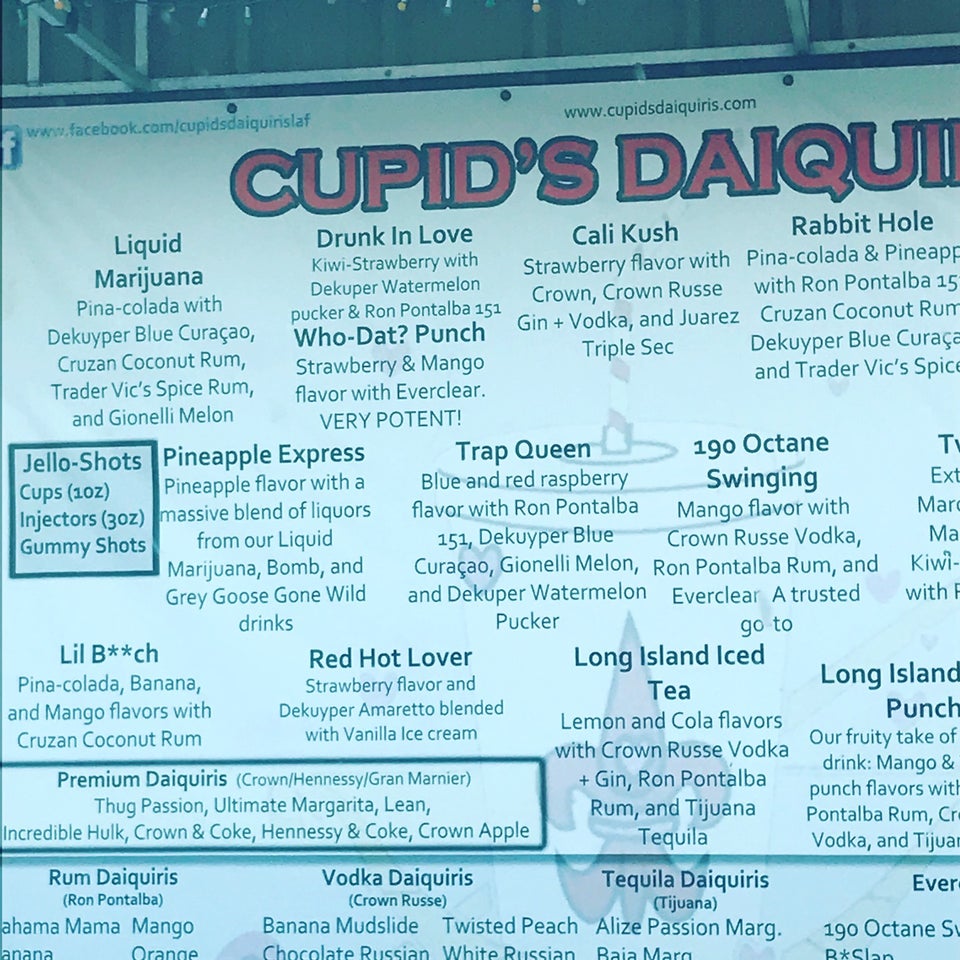 www.facebook.com/cupidsdaiquirislaf
www.cupidsdaiquiris.com
f
CUPID'S
Liquid
Marijuana
Pina-colada with
Dekuyper Blue Curaçao,
Cruzan Coconut Rum,
Trader Vic's Spice Rum,
and Gionelli Melon
Drunk In Love
Kiwi-Strawberry with
Dekuper Watermelon
pucker & Ron Pontalba 151
Who-Dat? Punch
Strawberry & Mango
flavor with Everclear.
VERY POTENT!
Cali Kush
Strawberry flavor with
Crown, Crown Russe
Gin + Vodka, and Juarez
Triple Sec
Rabbit Hole
Pina-colada &
with Ron Pontalba
Cruzan Coconut Rum
Dekuyper Blue
and Trader Vic's Spice
Jello-Shots
Cups (1oz)
Injectors (3oz)
Gummy Shots
Pineapple Express
Pineapple flavor with a
massive blend of liquors
from our Liquid
Marijuana, Bomb, and
Grey Goose Gone Wild
drinks
Trap Queen
Blue and red raspberry
flavor with Ron Pontalba
151, Dekuyper Blue
Curaçao, Gionelli Melon,
and Dekuper Watermelon
Pucker
190 Octane
Swinging
Mango flavor with
Crown Russe Vodka,
Ron Pontalba Rum, and
Everclear A trusted
go to
Kiwi-
with
Lil B**ch
Pina-colada, Banana,
and Mango flavors with
Cruzan Coconut Rum
Red Hot Lover
Strawberry flavor and
Dekuyper Amaretto blended
with Vanilla Ice cream
Long Island Iced
Tea
Lemon and Cola flavors
with Crown Russe Vodka
+ Gin, Ron Pontalba
Rum, and Tijuana
Tequila
Long Island
Punch
Our fruity take of
drink: Mango &
punch flavors with
Pontalba Rum,
Vodka, and
Premium Daiquiris (Crown/Hennessy/Gran Marnier)
Thug Passion, Ultimate Margarita, Lean,
Incredible Hulk, Crown & Coke, Hennessy & Coke, Crown Apple
Rum Daiquiris
(Ron Pontalba)
ahama Mama Mango
anana Orange
Vodka Daiquiris
(Crown Russe)
Banana Mudslide Twisted Peach
Chocolate Russian White Russian
Tequila Daiquiris
(Tijuana)
Alize Passion Marg.
Baja Marg.
190 Octane